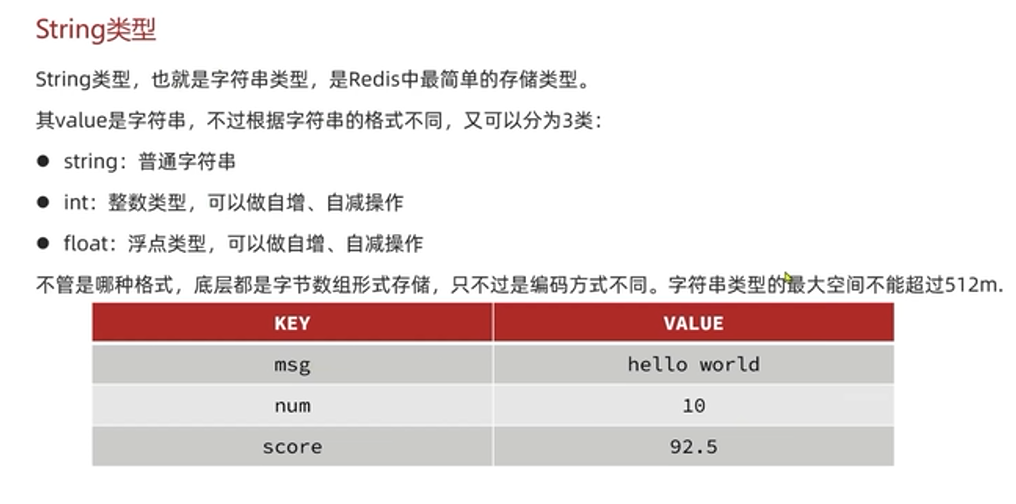 String类型
String类型，也就是字符串类型，是Redis中最简单的存储类型。
其value是字符串，不过根据字符串的格式不同，又可以分为3类：
● string：普通字符串
● int：整数类型，可以做自增、自减操作
● float：浮点类型，可以做自增、自减操作
不管是哪种格式，底层都是字节数组形式存储，只不过是编码方式不同。字符串类型的最大空间不能超过512m.
KEY VALUE
msg hello world
num 10
score 92.5